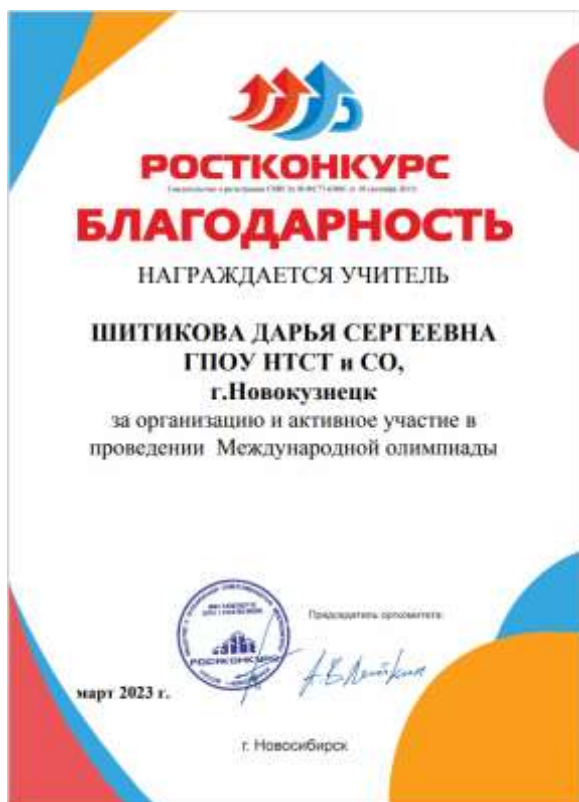 РОСТКОНКУРС
БЛАГОДАРНОСТЬ
НАГРАЖДАЕТСЯ УЧИТЕЛЬ
ШИТИКОВА ДАРЬЯ СЕРГЕЕВНА
ГПОУ НТСТ и СО,
г.Новокузнецк
за организацию и активное участие в
проведении Международной олимпиады
Председатель оргкомитета
РОСТКОНКУРС
март 2023 г.
г. Новосибирск